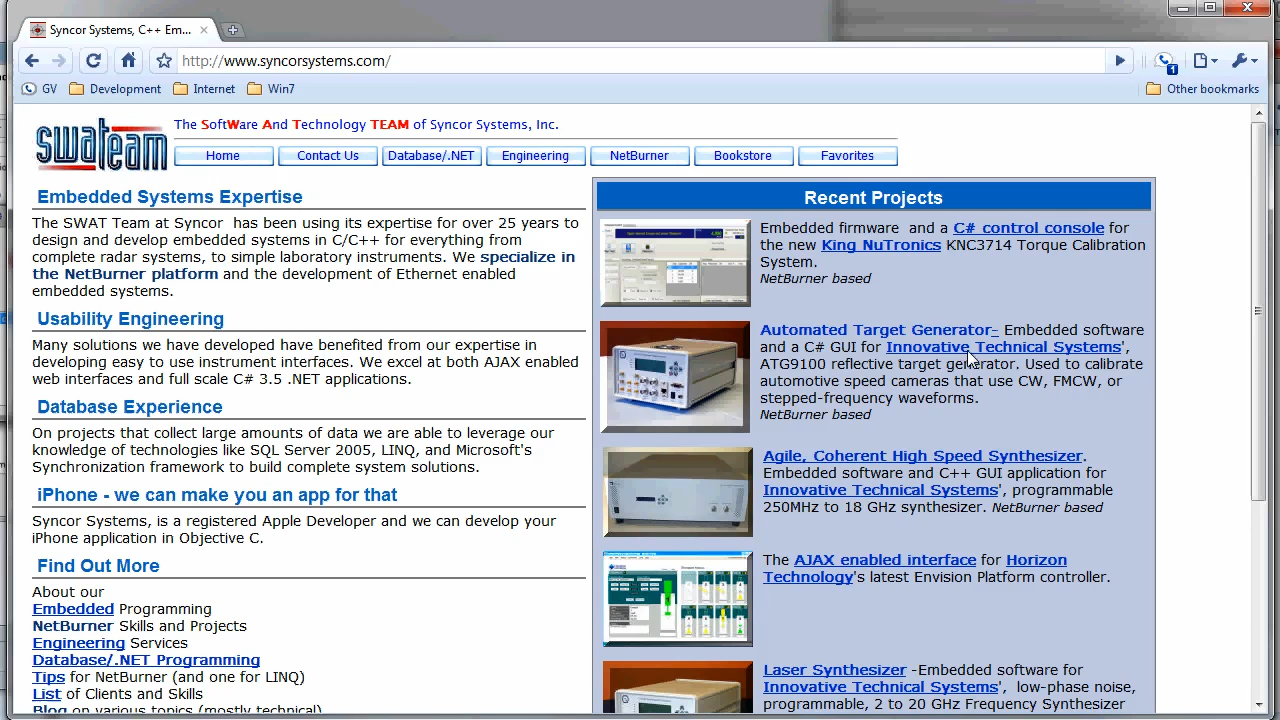 Syncor Systems, C++ Em...
http://www.syncorsystems.com/
1
GV
Development
Internet
Win7
Other bookmarks
swateam
The SoftWare And Technology TEAM of Syncor Systems, Inc.
Home
Contact Us
Database/.NET
Engineering
NetBurner
Bookstore
Favorites
Embedded Systems Expertise
The SWAT Team at Syncor has been using its expertise for over 25 years to
design and develop embedded systems in C/C++ for everything from
complete radar systems, to simple laboratory instruments. We specialize in
the NetBurner platform and the development of Ethernet enabled
embedded systems.
Usability Engineering
Many solutions we have developed have benefited from our expertise in
developing easy to use instrument interfaces. We excel at both AJAX enabled
web interfaces and full scale C# 3.5 .NET applications.
Database Experience
On projects that collect large amounts of data we are able to leverage our
knowledge of technologies like SQL Server 2005, LINQ, and Microsoft's
Synchronization framework to build complete system solutions.
iPhone - we can make you an app for that
Syncor Systems, is a registered Apple Developer and we can develop your
iPhone application in Objective C.
Find Out More
About our
Embedded Programming
NetBurner Skills and Projects
Engineering Services
Database/.NET Programming
Tips for NetBurner (and one for LINQ)
List of Clients and Skills
Blog on various topics (mostly technical)
Recent Projects
Embedded firmware and a C# control console for
the new King NuTronics KNC3714 Torque Calibration
System.
NetBurner based
Automated Target Generator- Embedded software
and a C# GUI for Innovative Technical Systems',
ATG9100 reflective target generator. Used to calibrate
automotive speed cameras that use CW, FMCW, or
stepped-frequency waveforms.
NetBurner based
Agile, Coherent High Speed Synthesizer.
Embedded software and C++ GUI application for
Innovative Technical Systems', programmable
250MHz to 18 GHz synthesizer. NetBurner based
The AJAX enabled interface for Horizon
Technology's latest Envision Platform controller.
Laser Synthesizer -Embedded software for
Innovative Technical Systems', low-phase noise,
programmable, 2 to 20 GHz Frequency Synthesizer